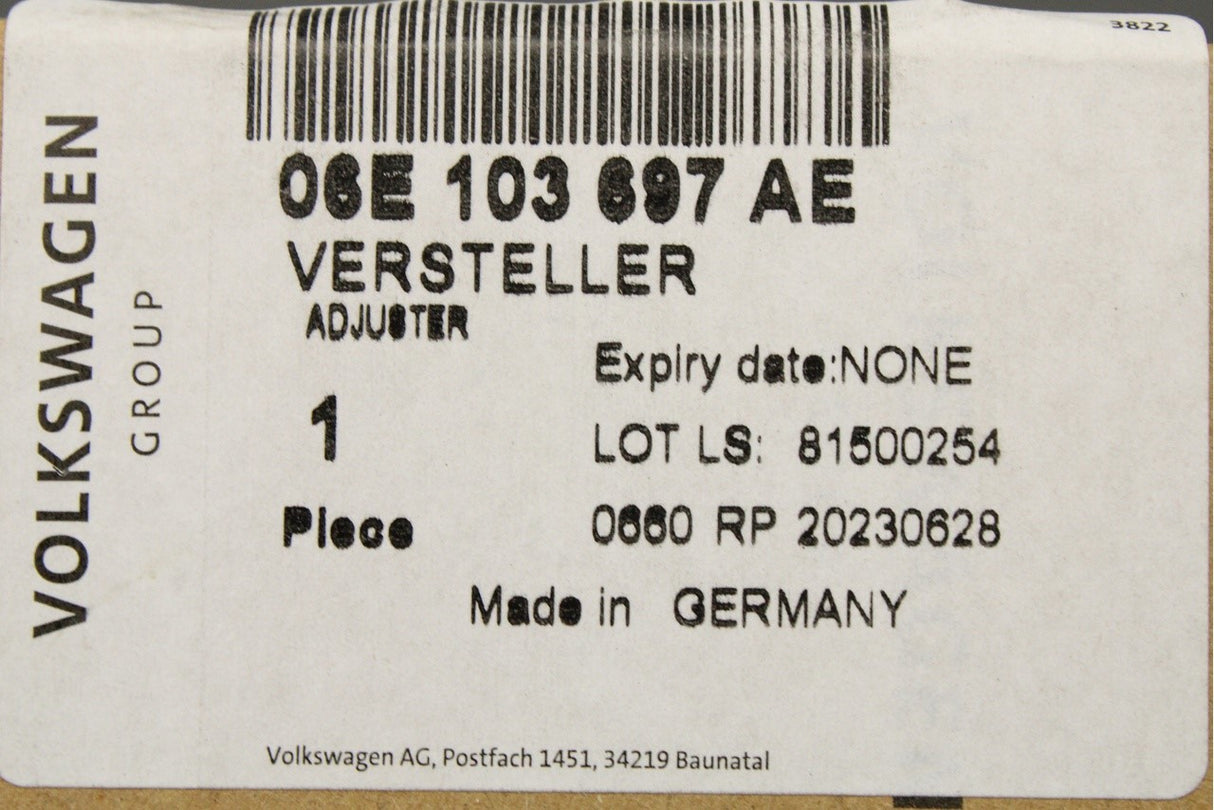 3822
VOLKSWAGEN
GROUP
06E 103 697 AE
VERSTELLER
ADJUSTER
Expiry date:NONE
1
LOT LS: 81500254
Piece
0660 RP 20230628
Made in GERMANY
Volkswagen AG, Postfach 1451, 34219 Baunatal